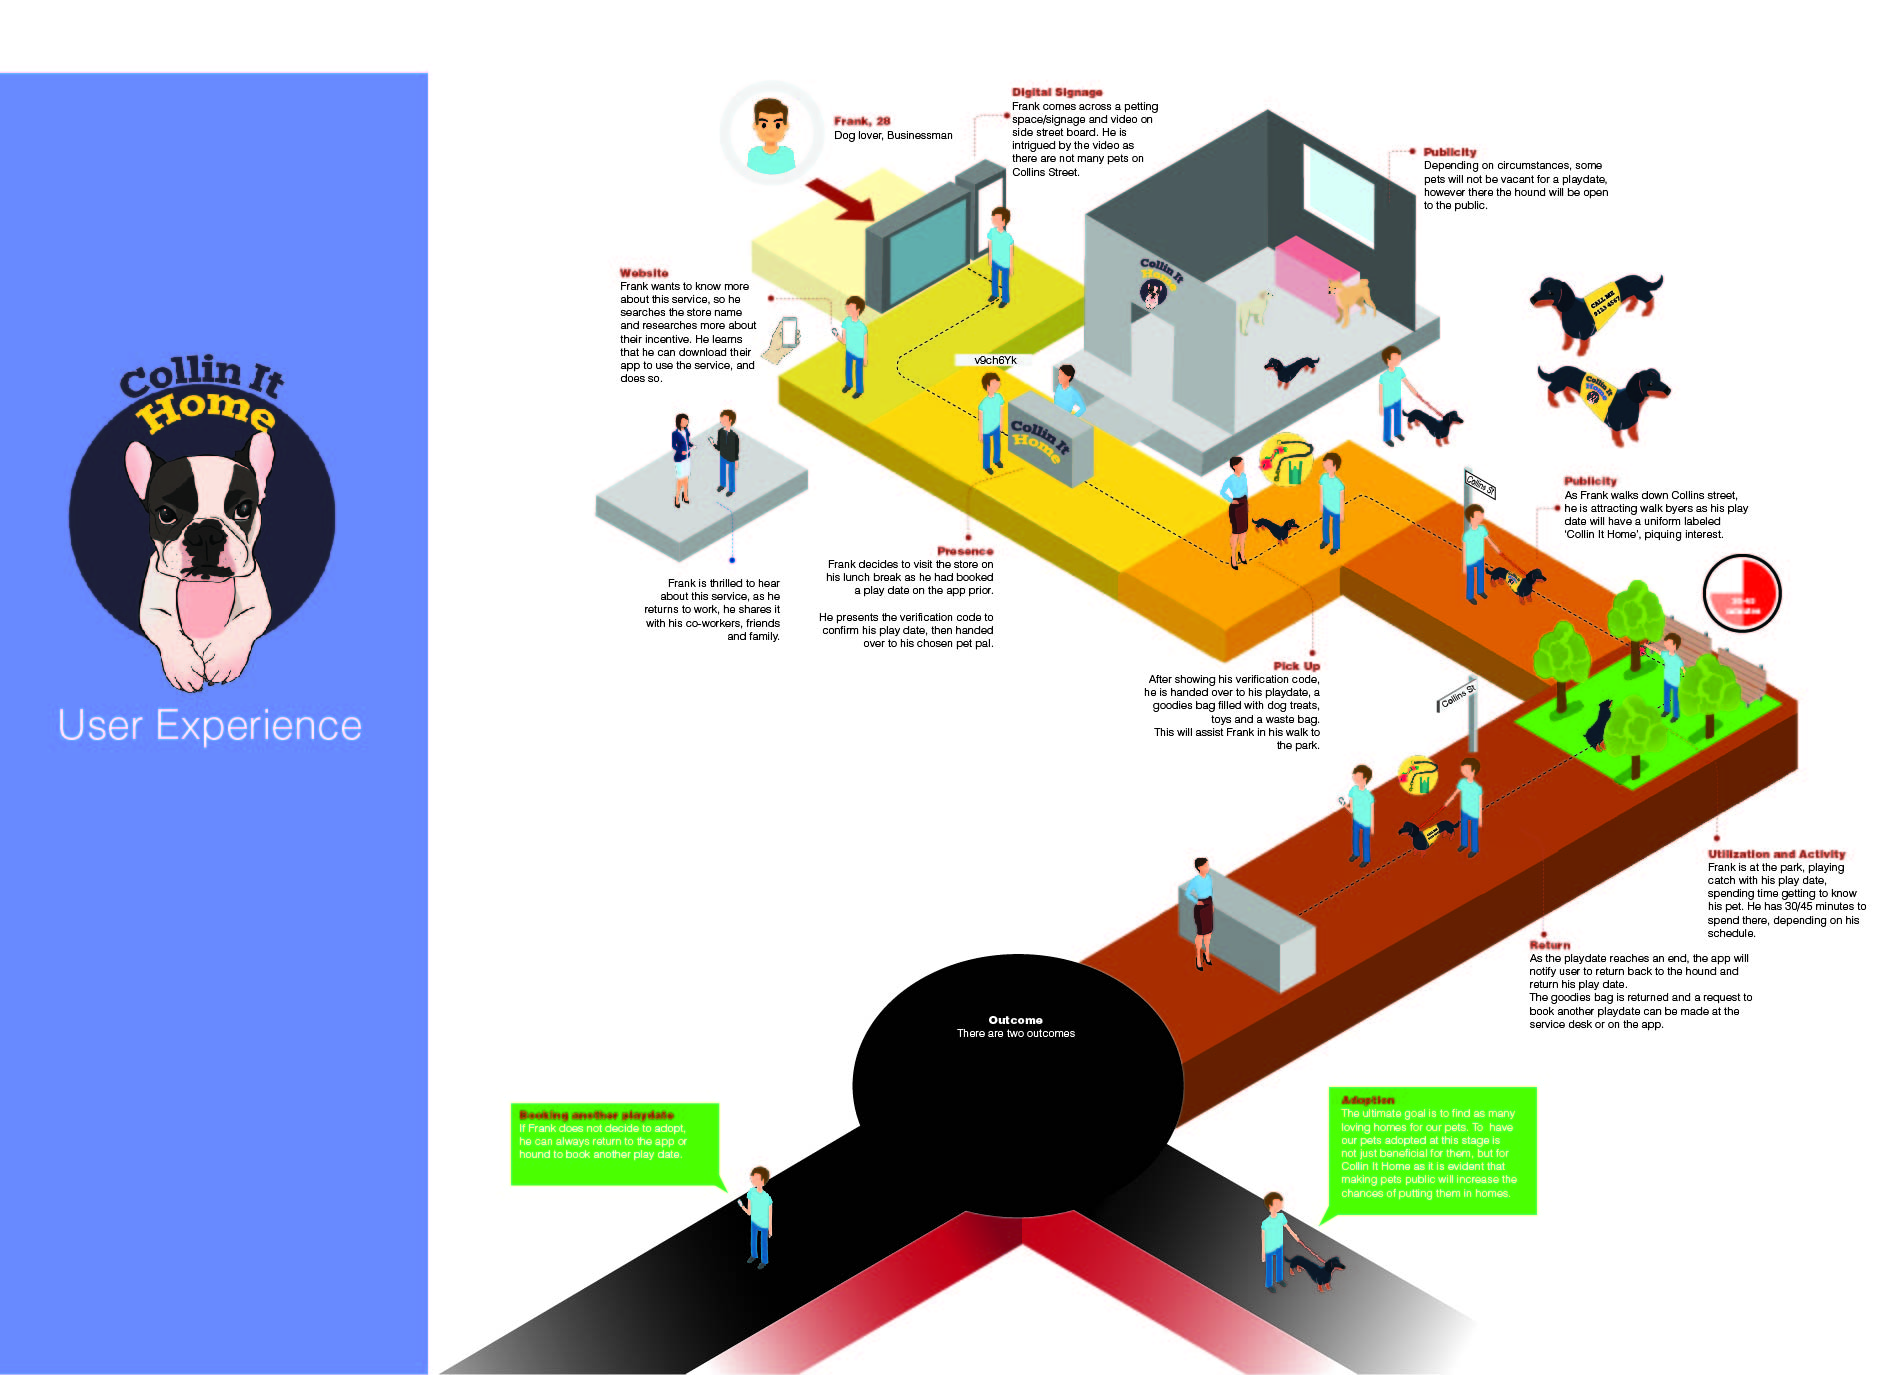 Collin It
Home
User Experience
Frank, 28
Dog lover, Businessman
Digital Signage
Frank comes across a petting
space/signage and video on
side street board. He is
intrigued by the video as
there are not many pets on
Collins Street.
Publicity
Depending on circumstances, some
pets will not be vacant for a playdate,
however there the hound will be open
to the public.
Website
Frank wants to know more
about this service, so he
searches the store name
and researches more about
their incentive. He learns
that he can download their
app to use the service, and
does so.
Collin It
Home
CALL ME
9113 4567
Collin It
Home
v9ch6Yk
Collin It
Home
Collins St
Publicity
As Frank walks down Collins street,
he is attracting walk byers as his play
date will have a uniform labeled
‘Collin It Home’, piquing interest.
Presence
Frank decides to visit the store on
his lunch break as he had booked
a play date on the app prior.
He presents the verification code to
confirm his play date, then handed
over to his chosen pet pal.
Frank is thrilled to hear
about this service, as he
returns to work, he shares it
with his co-workers, friends
and family.
Pick Up
After showing his verification code,
he is handed over to his playdate, a
goodies bag filled with dog treats,
toys and a waste bag.
This will assist Frank in his walk to
the park.
Collins St
Utilization and Activity
Frank is at the park, playing
catch with his play date,
spending time getting to know
his pet. He has 30/45 minutes to
spend there, depending on his
schedule.
Return
As the playdate reaches an end, the app will
notify user to return back to the hound and
return his play date.
The goodies bag is returned and a request to
book another playdate can be made at the
service desk or on the app.
Outcome
There are two outcomes
Booking another playdate
If Frank does not decide to adopt,
he can always return to the app or
hound to book another play date.
Adoption
The ultimate goal is to find as many
loving homes for our pets. To  have
our pets adopted at this stage is
not just beneficial for them, but for
Collin It Home as it is evident that
making pets public will increase the
chances of putting them in homes.